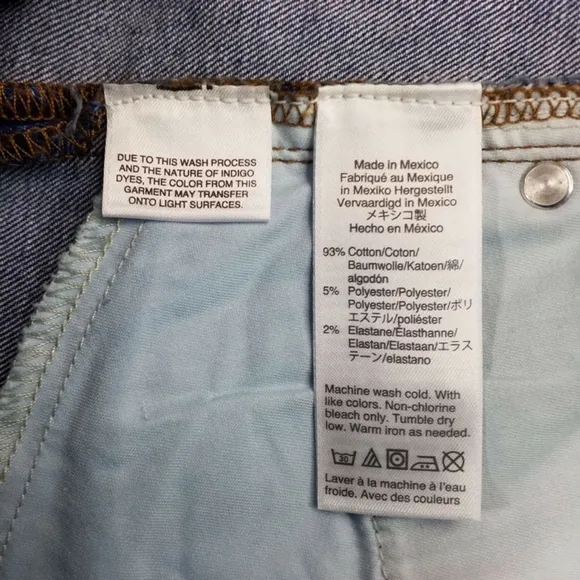 DUE TO THIS WASH PROCESS
AND THE NATURE OF INDIGO
DYES, THE COLOR FROM THIS
GARMENT MAY TRANSFER
ONTO LIGHT SURFACES.
Made in Mexico
Fabriqué au Mexique
in Mexiko Hergestellt
Vervaardigd in Mexico
メキシコ製
Hecho en Mexico
93% Cotton/Coton/
Baumwolle/Katoen/綿/
algodón
5% Polyester/Polyester/
Polyester/Polyester/ポリ
エステル/poliéster
2% Elastane/Élasthanne/
Elastan/Elastaan/エラス
テーン/elastano
Machine wash cold. With
like colors. Non-chlorine
bleach only. Tumble dry
low. Warm iron as needed.
30
Laver à la machine à l'eau
froide. Avec des couleurs